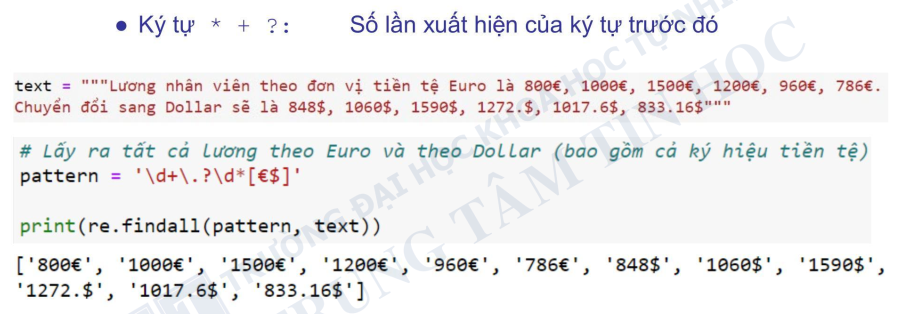 ● Ký tự * + ?: Số lần xuất hiện của ký tự trước đó
text = """Lương nhân viên theo đơn vị tiền tệ Euro là 800€, 1000€, 1500€, 1200€, 960€, 786€.
Chuyển đổi sang Dollar sẽ là 848$, 1060$, 1590$, 1272.$, 1017.6$, 833.16$"""
# Lấy ra tất cả lương theo Euro và theo Dollar (bao gồm cả ký hiệu tiền tệ)
pattern = '\d+\.?\d*[€$]'
print(re.findall(pattern, text))
['800€', '1000€', '1500€', '1200€', '960€', '786€', '848$', '1060$', '1590$',
'1272.$', '1017.6$', '833.16$']
TRƯỜNG ĐẠI HỌC KHOA HỌC TỰ NHIÊN
TRUNG TÂM TIN HỌC